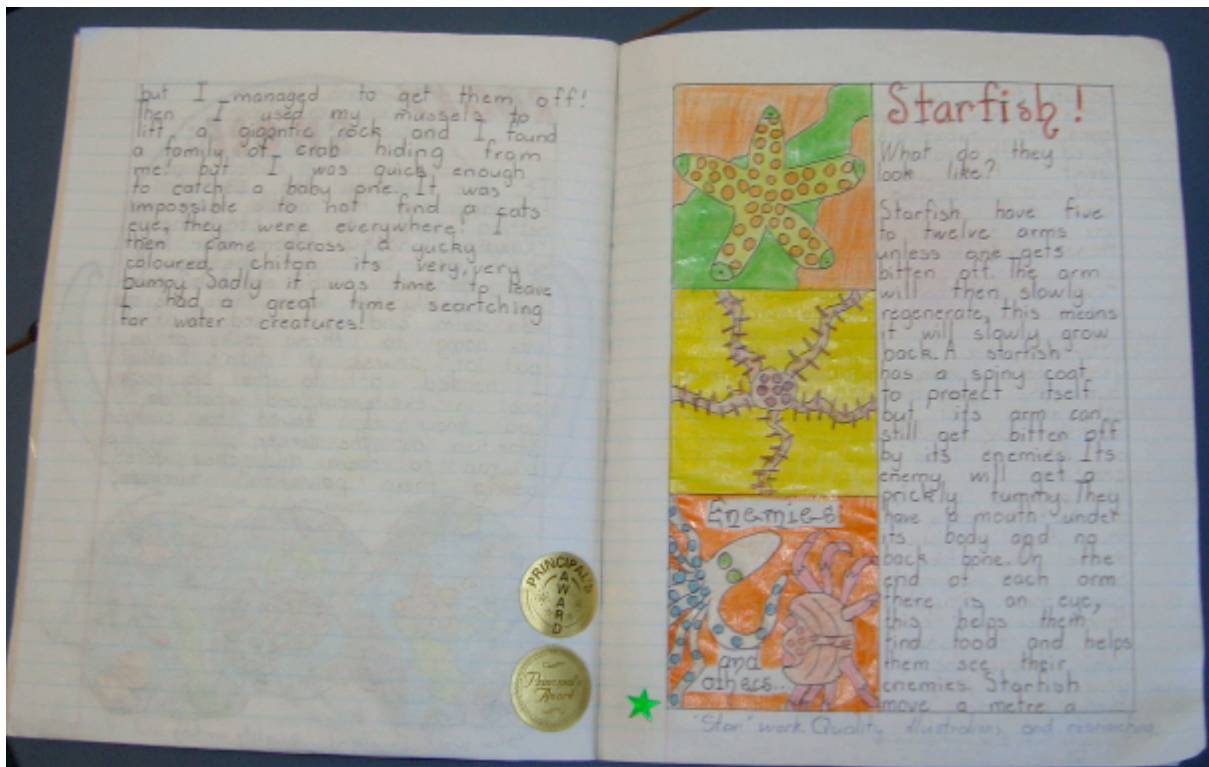 but I managed to get them off!
Then I used my mussels to
lift a gigantic rock and I found
a family of crab hiding from
me! but I was quick enough
to catch a baby one. It was
impossible to not find a cats
eye, they were everywhere! I
then came across a yucky
coloured chiton its very, very
bumpy. Sadly it was time to leave
I had a great time seartching
for water creatures!
PRINCIPAL'S
AWARD
Principal's
Award
Starfish!
What do they
look like?
Starfish have five
to twelve arms
unless one gets
bitten off. The arm
will then slowly
regenerate, this means
it will slowly grow
back. A starfish
has a spiny coat
to protect itself
but its arm can
still get bitten off
by its enemies. Its
enemy will get a
prickly tummy. They
have a mouth under
its body and no
back bone. On the
end of each arm
there is an eye,
this helps them
find food and helps
them see their
enemies. Starfish
move a metre a
Enemies
and
others...
"Star" work. Quality illustrations and researching